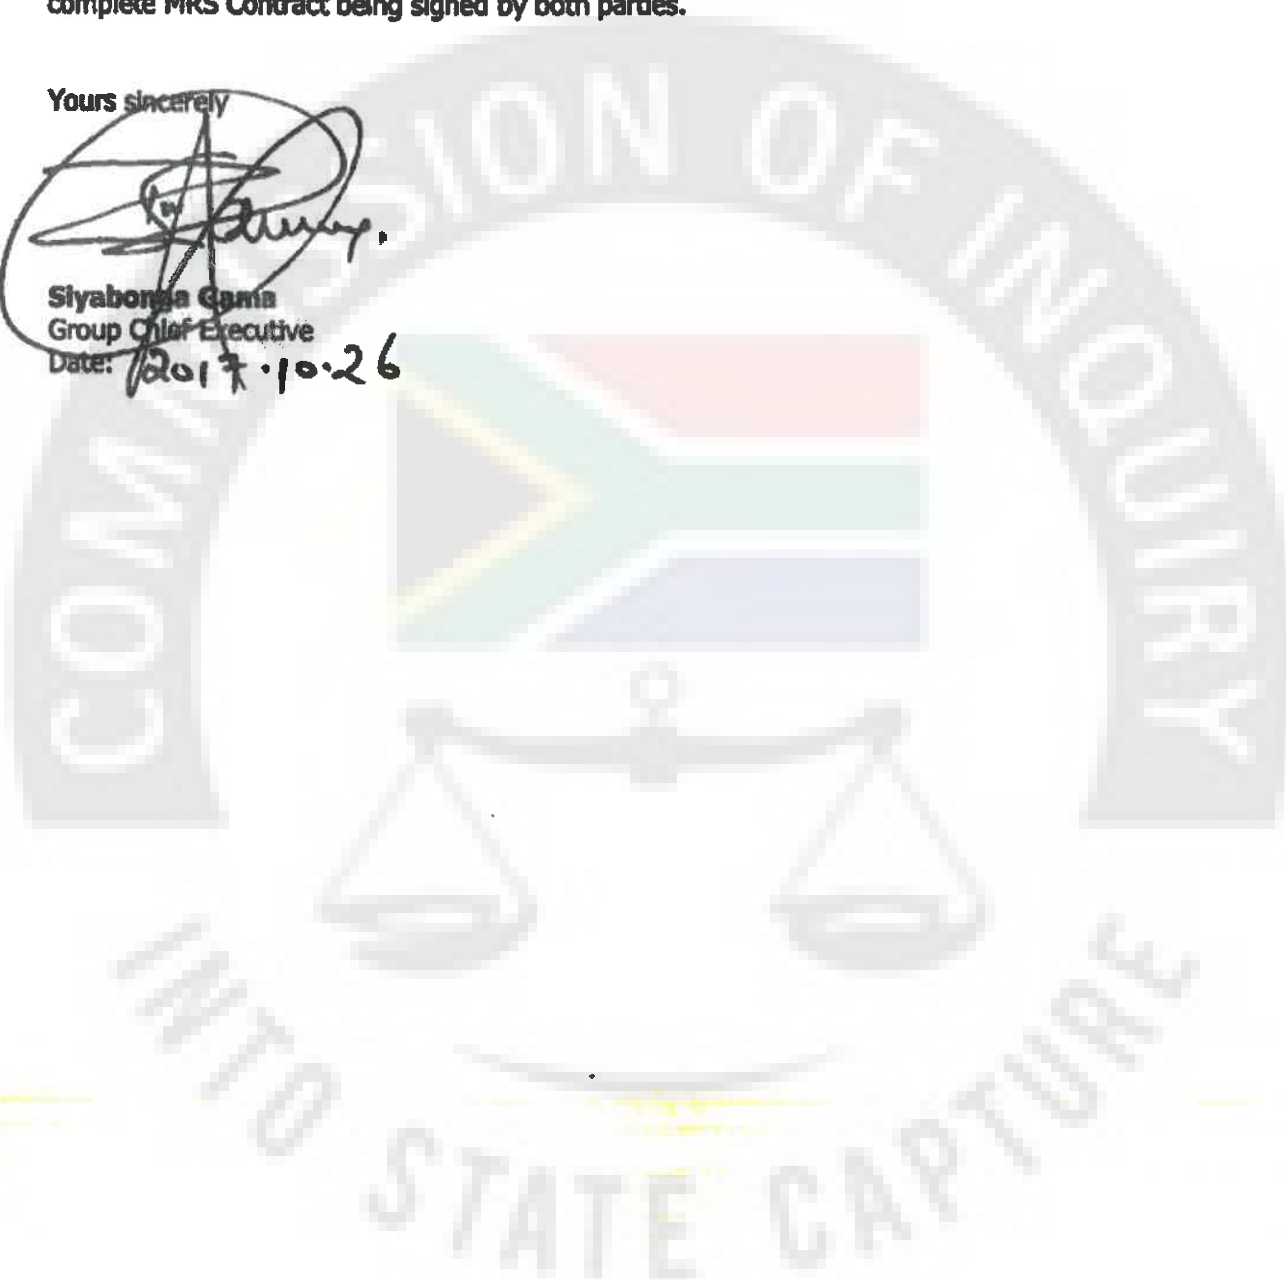 complete MRS Contract being signed by both parties.
Yours sincerely
Siyabonga Gama
Group Chief Executive
Date: 2017.10.26
COMMISSION OF INQUIRY
INTO STATE CAPTURE